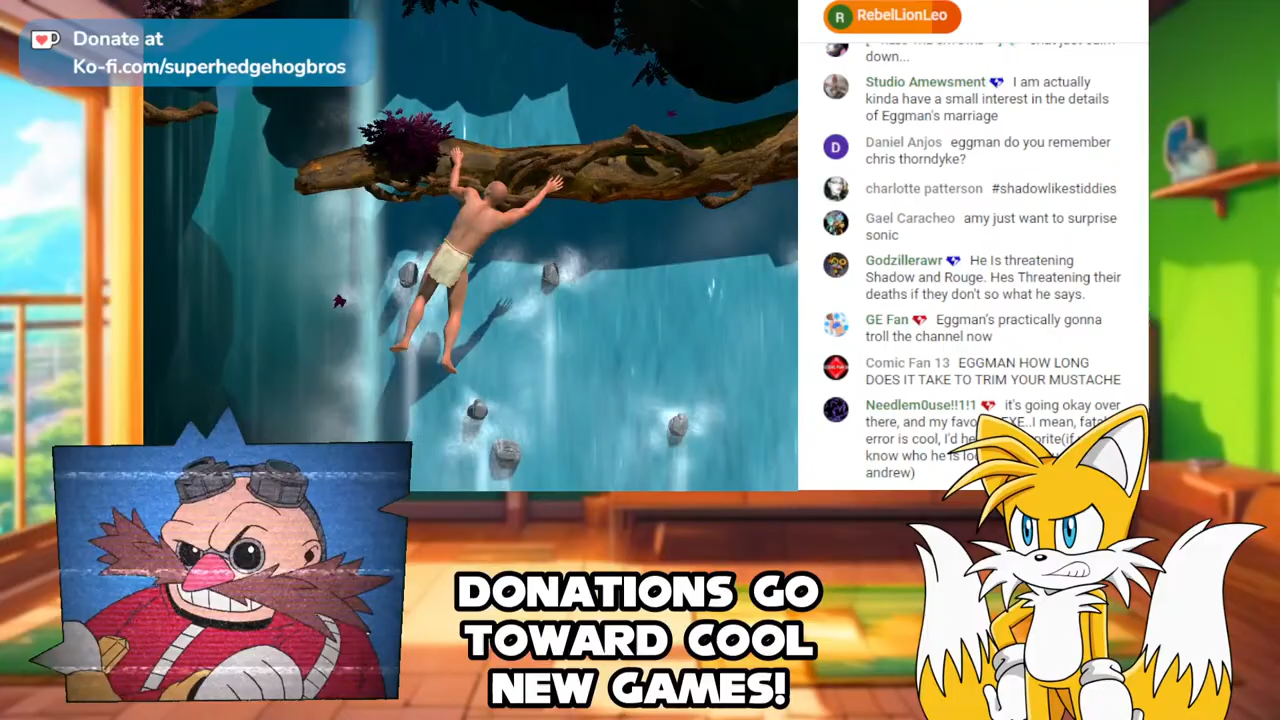 Donate at
Ko-fi.com/superhedgehogbros
R RebelLionLeo
down...
Studio Amewsment I am actually
kinda have a small interest in the details
of Eggman's marriage
D Daniel Anjos eggman do you remember
chris thorndyke?
charlotte patterson #shadowlikestiddies
Gael Caracheo amy just want to surprise
sonic
Godzillerawr He Is threatening
Shadow and Rouge. Hes Threatening their
deaths if they don't so what he says.
GE Fan Eggman's practically gonna
troll the channel now
Comic Fan 13 EGGMAN HOW LONG
DOES IT TAKE TO TRIM YOUR MUSTACHE
Needlem0use!!1!1 it's going okay over
there, and my favo EXE..I mean, fatal
error is cool, I'd he
know who he is
andrew)
DONATIONS GO
TOWARD COOL
NEW GAMES!